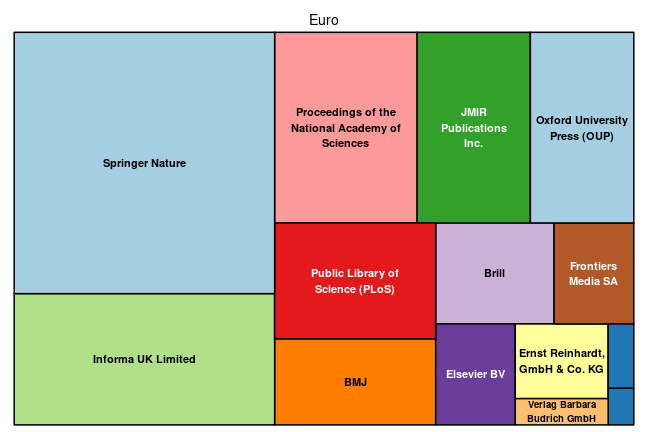 Euro
Springer Nature
Proceedings of the
National Academy of
Sciences
JMIR
Publications
Inc.
Oxford University
Press (OUP)
Public Library of
Science (PLoS)
Brill
Frontiers
Media SA
Informa UK Limited
BMJ
Elsevier BV
Ernst Reinhardt,
GmbH & Co. KG
Verlag Barbara
Budrich GmbH